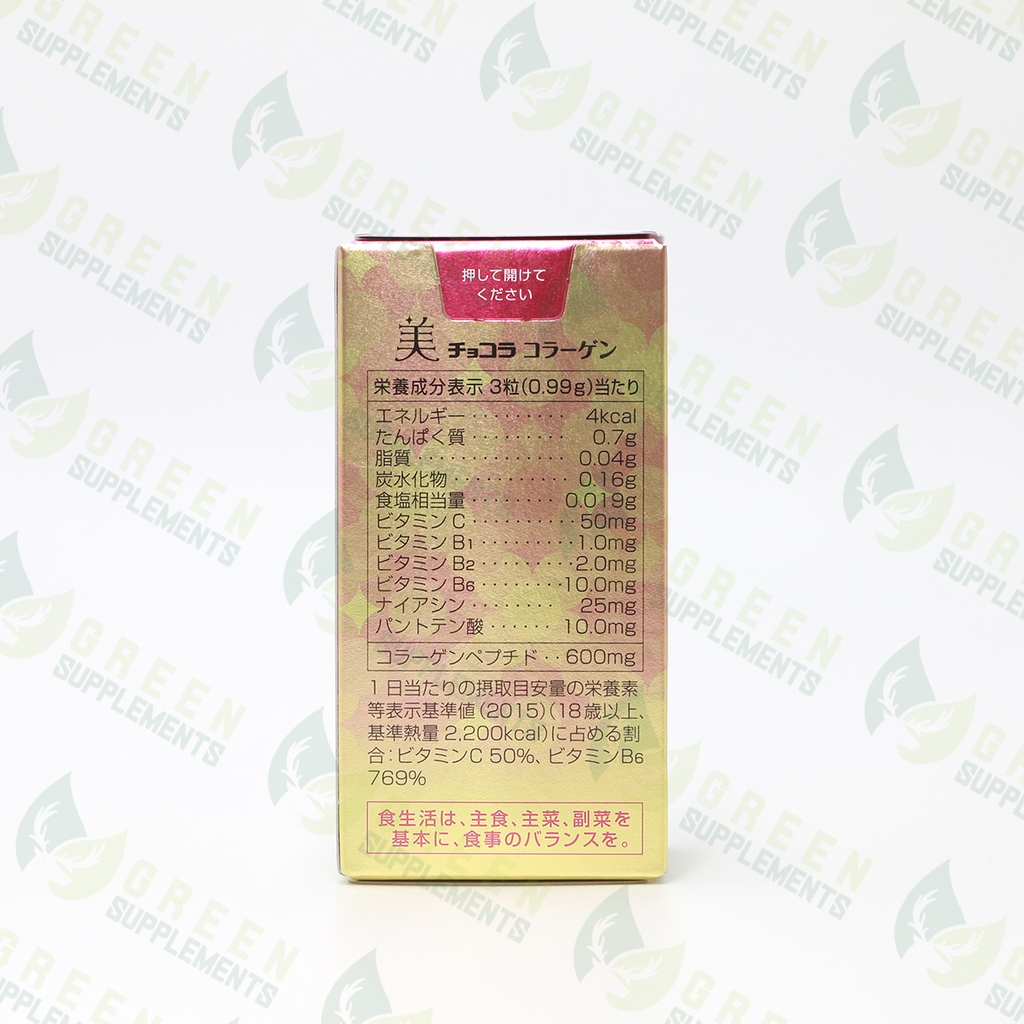 押して開けて
ください
美 チョコラ コラーゲン
栄養成分表示 3粒(0.99g)当たり
エネルギー・・・・・・・・・ 4kcal
たんぱく質・・・・・・・・・ 0.7g
脂質・・・・・・・・・・・・・・ 0.04g
炭水化物・・・・・・・・・・・ 0.16g
食塩相当量・・・・・・・・・ 0.019g
ビタミンC・・・・・・・・・・50mg
ビタミンB1・・・・・・・・・・1.0mg
ビタミンB2・・・・・・・・・2.0mg
ビタミンB6・・・・・・・・・10.0mg
ナイアシン・・・・・・・・ 25mg
パントテン酸・・・・・・ 10.0mg
コラーゲンペプチド・・600mg
1日当たりの摂取目安量の栄養素
等表示基準値(2015)(18歳以上、
基準熱量2,200kcal)に占める割
合:ビタミンC 50%、ビタミンB6
769%
食生活は、主食、主菜、副菜を
基本に、食事のバランスを。
GREEN
SUPPLEMENTS